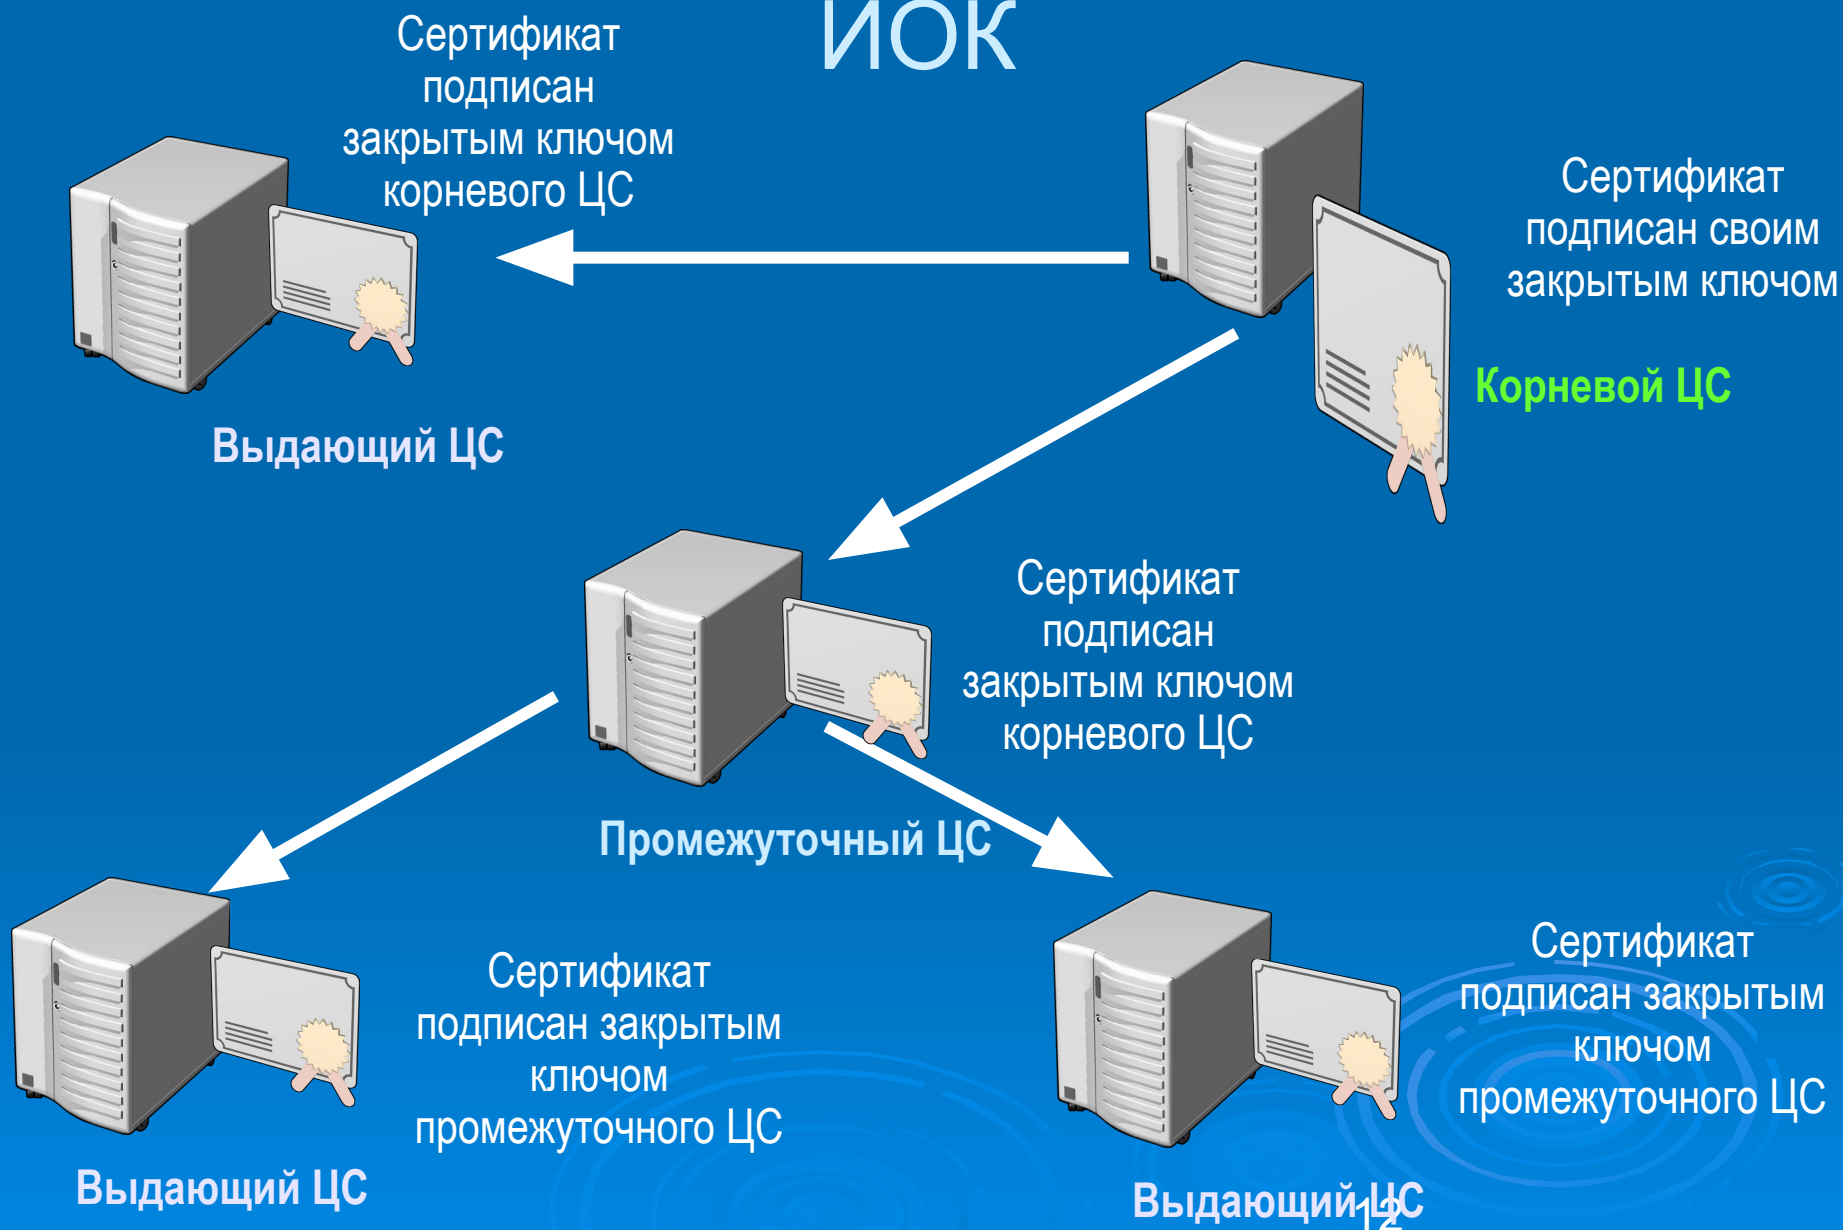 ИОК
Сертификат
подписан
закрытым ключом
корневого ЦС
Выдающий ЦС
Сертификат
подписан своим
закрытым ключом
Корневой ЦС
Сертификат
подписан
закрытым ключом
корневого ЦС
Промежуточный ЦС
Сертификат
подписан закрытым
ключом
промежуточного ЦС
Выдающий ЦС
Сертификат
подписан закрытым
ключом
промежуточного ЦС
Выдающий ЦС
12